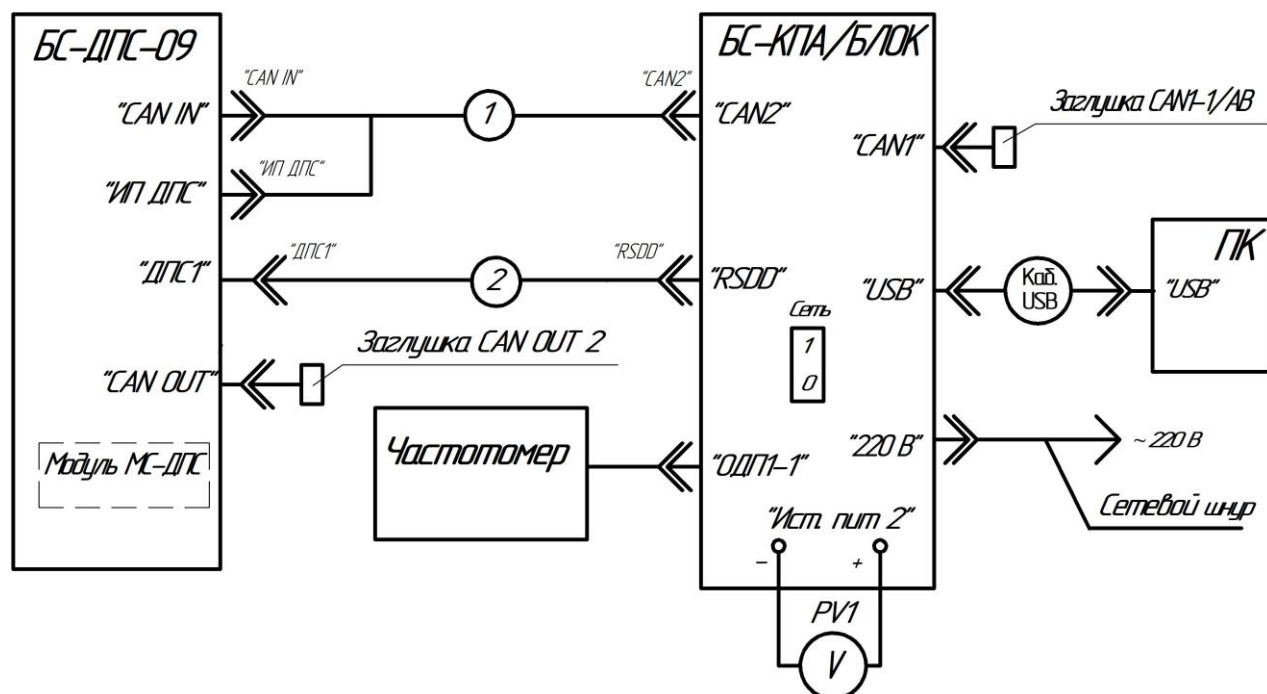 БС-ДПС-09
"CAN IN"
"CAN IN"
"ИП ДПС"
"ИП ДПС"
"ДПС1"
"ДПС1"
"CAN OUT"
Заглушка CAN OUT 2
Модуль МС-ДПС
1
2
"CAN2"
"RSDD"
Частотомер
БС-КПА/БЛОК
"CAN2"
"CAN1"
Заглушка CAN1-1/АВ
"RSDD"
"USB"
Сеть
1
0
Каб.
USB
ПК
"USB"
"ОДП1-1"
"220 В"
~ 220 В
Сетевой шнур
"Ист. пит 2"
–
+
PV1
V